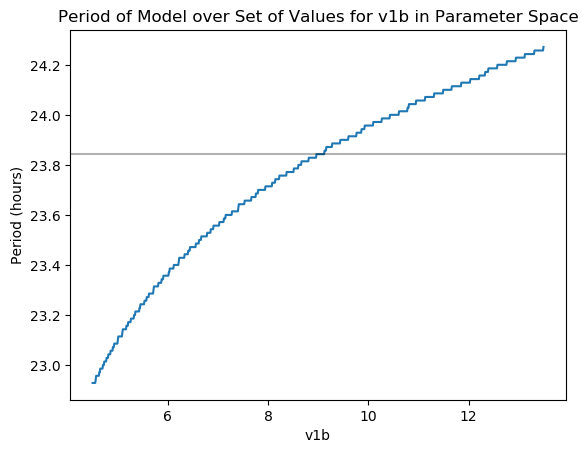 Period of Model over Set of Values for v1b in Parameter Space
Period (hours)
24.2
24.0
23.8
23.6
23.4
23.2
23.0
6 8 10 12
v1b